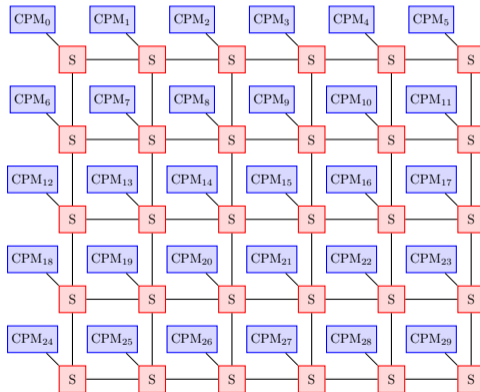 CPM₀ CPM₁ CPM₂ CPM₃ CPM₄ CPM₅
S S S S S S
CPM₆ CPM₇ CPM₈ CPM₉ CPM₁₀ CPM₁₁
S S S S S S
CPM₁₂ CPM₁₃ CPM₁₄ CPM₁₅ CPM₁₆ CPM₁₇
S S S S S S
CPM₁₈ CPM₁₉ CPM₂₀ CPM₂₁ CPM₂₂ CPM₂₃
S S S S S S
CPM₂₄ CPM₂₅ CPM₂₆ CPM₂₇ CPM₂₈ CPM₂₉
S S S S S S